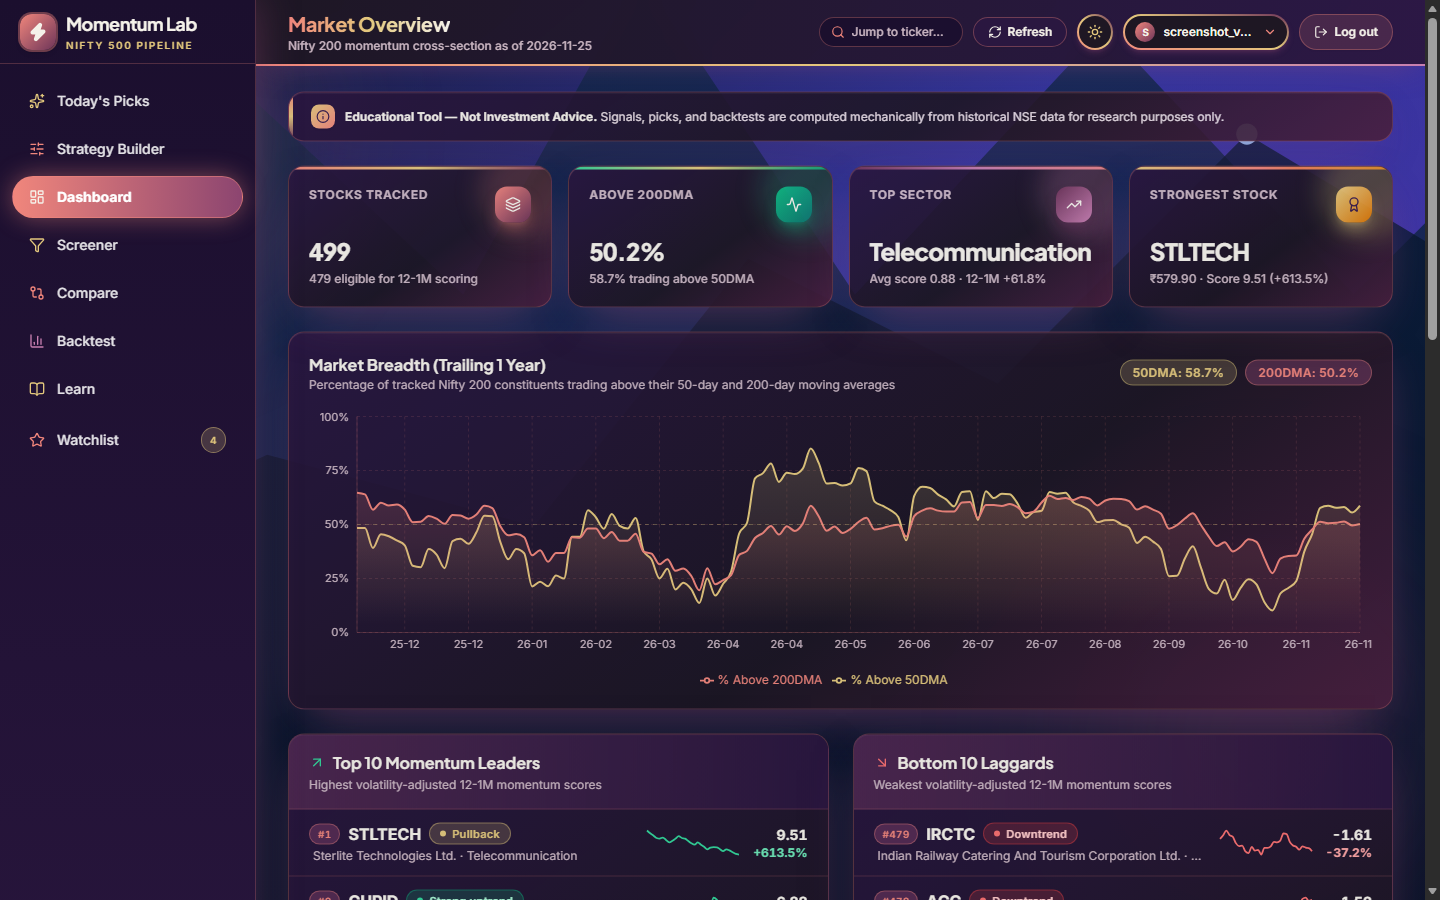 Momentum Lab
NIFTY 500 PIPELINE
Today's Picks
Strategy Builder
Dashboard
Screener
Compare
Backtest
Learn
Watchlist
4
Market Overview
Nifty 200 momentum cross-section as of 2026-11-25
Jump to ticker...
Refresh
S
screenshot_v...
Log out
Educational Tool — Not Investment Advice. Signals, picks, and backtests are computed mechanically from historical NSE data for research purposes only.
STOCKS TRACKED
499
479 eligible for 12-1M scoring
ABOVE 200DMA
50.2%
58.7% trading above 50DMA
TOP SECTOR
Telecommunication
Avg score 0.88 · 12-1M +61.8%
STRONGEST STOCK
STLTECH
₹579.90 · Score 9.51 (+613.5%)
Market Breadth (Trailing 1 Year)
Percentage of tracked Nifty 200 constituents trading above their 50-day and 200-day moving averages
50DMA: 58.7%
200DMA: 50.2%
100%
75%
50%
25%
0%
25-12 25-12 26-01 26-02 26-03 26-04 26-04 26-05 26-06 26-07 26-07 26-08 26-09 26-10 26-11 26-11
% Above 200DMA % Above 50DMA
Top 10 Momentum Leaders
Highest volatility-adjusted 12-1M momentum scores
#1 STLTECH Pullback 9.51
Sterlite Technologies Ltd. · Telecommunication +613.5%
CUPID Strong uptrend
Bottom 10 Laggards
Weakest volatility-adjusted 12-1M momentum scores
#479 IRCTC Downtrend -1.61
Indian Railway Catering And Tourism Corporation Ltd. · ... -37.2%
ACC Downtrend